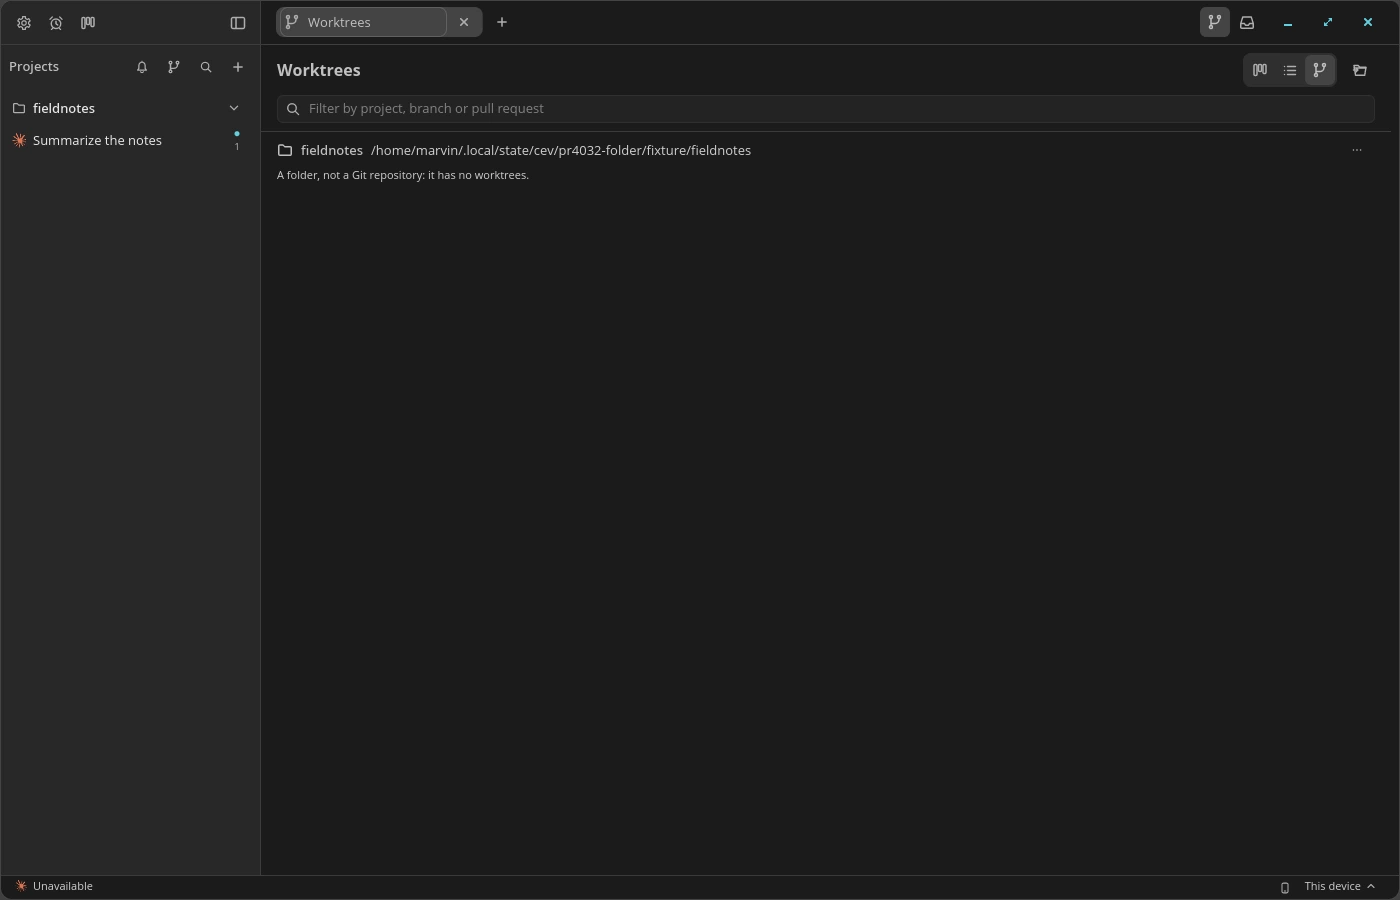 Worktrees
Projects
Worktrees
Filter by project, branch or pull request
fieldnotes
Summarize the notes
1
fieldnotes /home/marvin/.local/state/cev/pr4032-folder/fixture/fieldnotes
A folder, not a Git repository: it has no worktrees.
Unavailable
This device